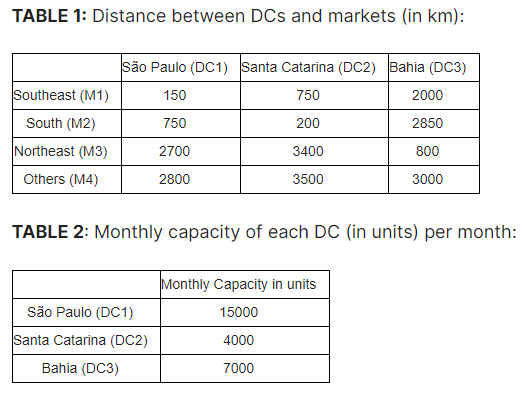 TABLE 1: Distance between DCs and markets (in km):
São Paulo (DC1) Santa Catarina (DC2) Bahia (DC3)
Southeast (M1) 150 750 2000
South (M2) 750 200 2850
Northeast (M3) 2700 3400 800
Others (M4) 2800 3500 3000
TABLE 2: Monthly capacity of each DC (in units) per month:
Monthly Capacity in units
São Paulo (DC1) 15000
Santa Catarina (DC2) 4000
Bahia (DC3) 7000